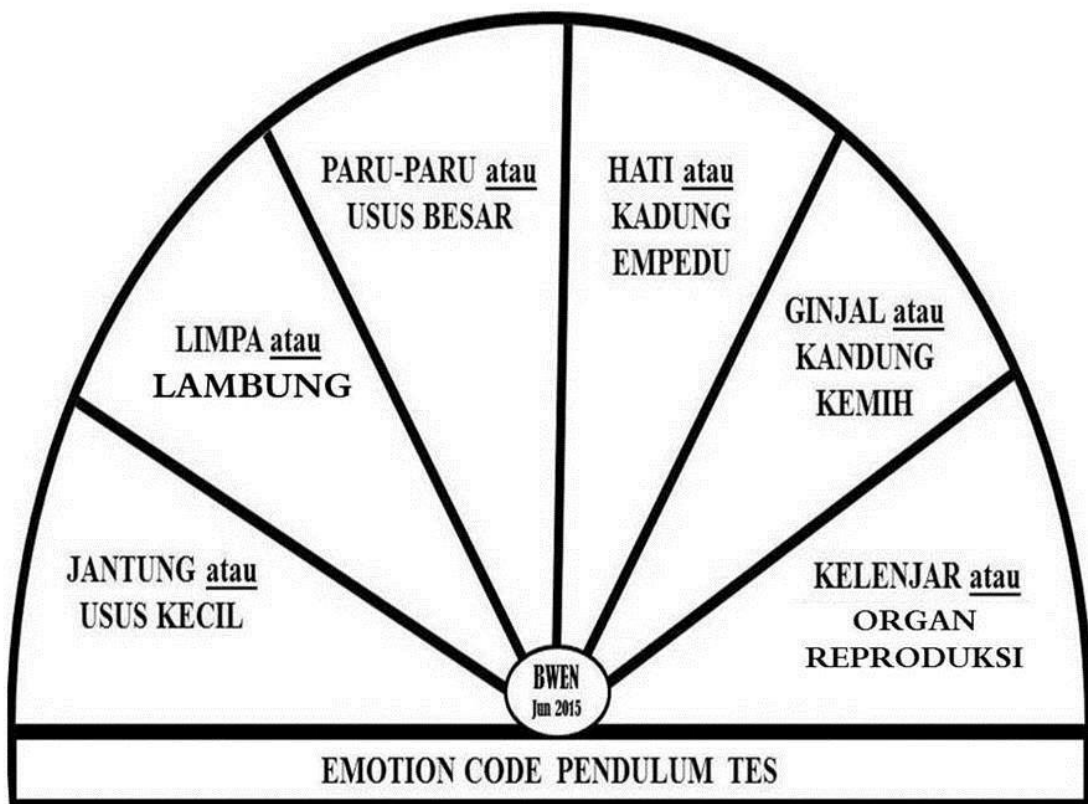 PARU-PARU atau
USUS BESAR
HATI atau
KADUNG
EMPEDU
LIMPA atau
LAMBUNG
GINJAL atau
KANDUNG
KEMIH
JANTUNG atau
USUS KECIL
KELENJAR atau
ORGAN
REPRODUKSI
BWEN
Jun 2015
EMOTION CODE PENDULUM TES